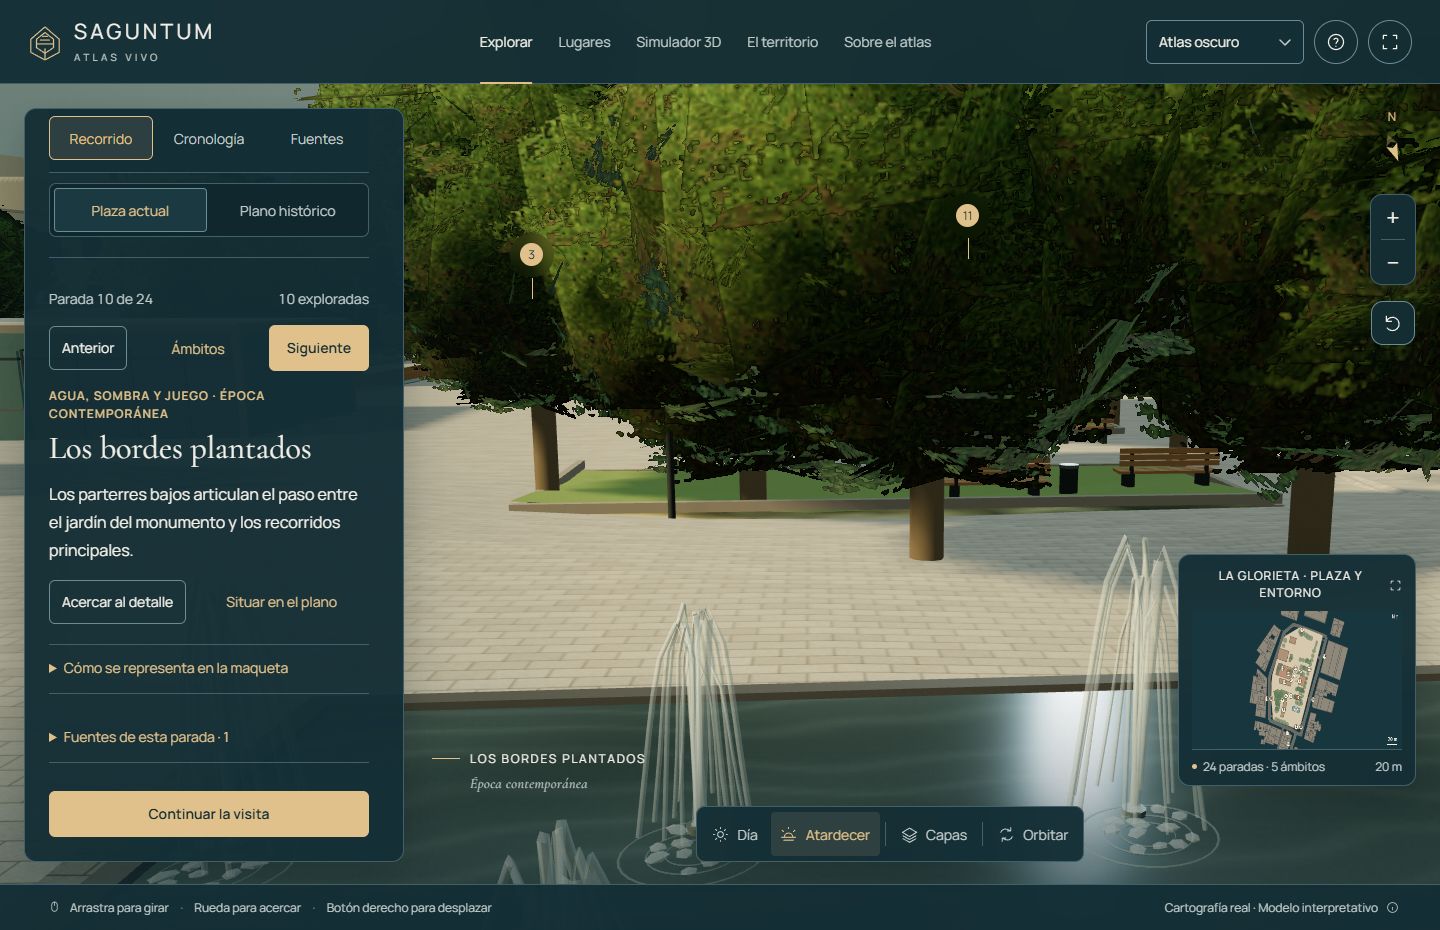 SAGUNTUM
ATLAS VIVO
Explorar
Lugares
Simulador 3D
El territorio
Sobre el atlas
Atlas oscuro
Recorrido
Cronología
Fuentes
Plaza actual
Plano histórico
Parada 10 de 24
10 exploradas
Anterior
Ámbitos
Siguiente
AGUA, SOMBRA Y JUEGO · ÉPOCA
CONTEMPORÁNEA
Los bordes plantados
Los parterres bajos articulan el paso entre
el jardín del monumento y los recorridos
principales.
Acercar al detalle
Situar en el plano
Cómo se representa en la maqueta
Fuentes de esta parada · 1
Continuar la visita
3
11
N
+
−
LOS BORDES PLANTADOS
Época contemporánea
LA GLORIETA · PLAZA Y
ENTORNO
24 paradas · 5 ámbitos
20 m
Día
Atardecer
Capas
Orbitar
Arrastra para girar · Rueda para acercar · Botón derecho para desplazar
Cartografía real · Modelo interpretativo